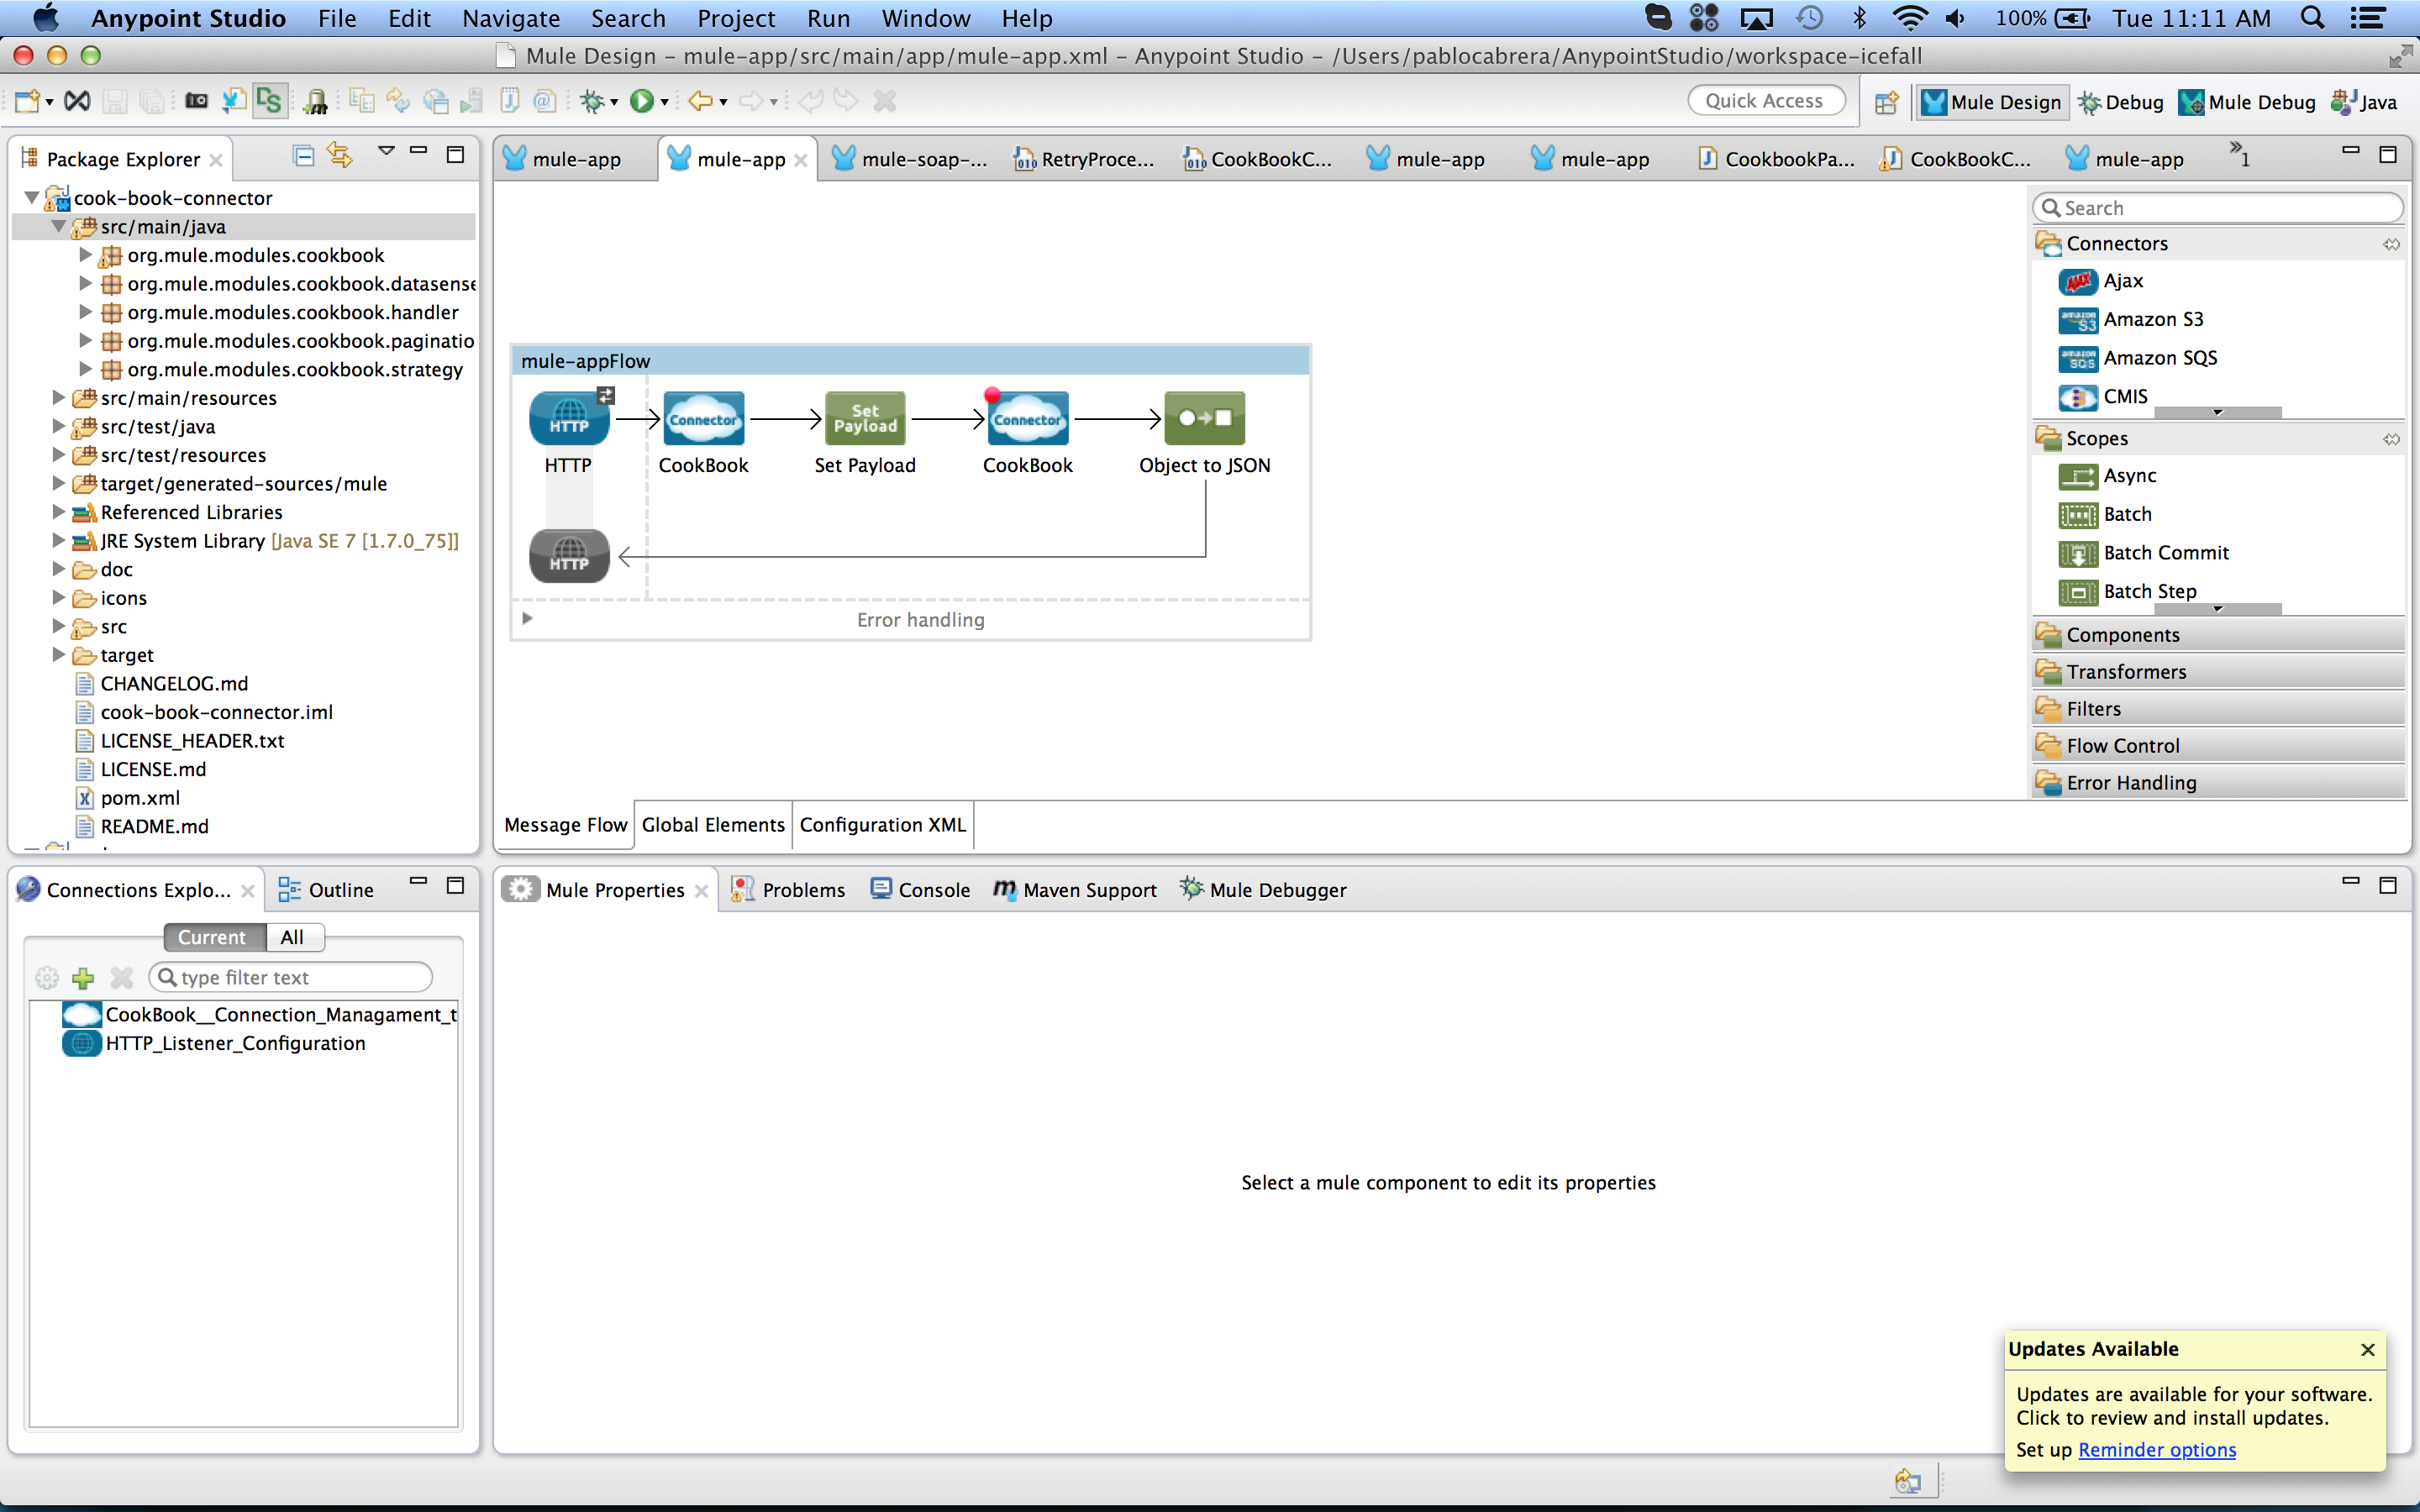 Anypoint Studio File Edit Navigate Search Project Run Window Help 100% Tue 11:11 AM
Mule Design – mule-app/src/main/app/mule-app.xml – Anypoint Studio – /Users/pablocabrera/AnypointStudio/workspace-icefall
Quick Access Mule Design Debug Mule Debug Java
Package Explorer
cook-book-connector
src/main/java
org.mule.modules.cookbook
org.mule.modules.cookbook.datasense
org.mule.modules.cookbook.handler
org.mule.modules.cookbook.paginatio
org.mule.modules.cookbook.strategy
src/main/resources
src/test/java
src/test/resources
target/generated-sources/mule
Referenced Libraries
JRE System Library [Java SE 7 [1.7.0_75]]
doc
icons
src
target
CHANGELOG.md
cook-book-connector.iml
LICENSE_HEADER.txt
LICENSE.md
pom.xml
README.md
mule-app mule-app mule-soap-... RetryProce... CookBookC... mule-app mule-app CookbookPa... CookBookC... mule-app »1
mule-appFlow
HTTP Connector Set Payload Connector
HTTP CookBook Set Payload CookBook Object to JSON
HTTP
Error handling
Message Flow Global Elements Configuration XML
Search
Connectors
Ajax
Amazon S3
Amazon SQS
CMIS
Scopes
Async
Batch
Batch Commit
Batch Step
Components
Transformers
Filters
Flow Control
Error Handling
Connections Explo... Outline
Current All
type filter text
CookBook__Connection_Managament_t
HTTP_Listener_Configuration
Mule Properties Problems Console Maven Support Mule Debugger
Select a mule component to edit its properties
Updates Available
Updates are available for your software.
Click to review and install updates.
Set up Reminder options